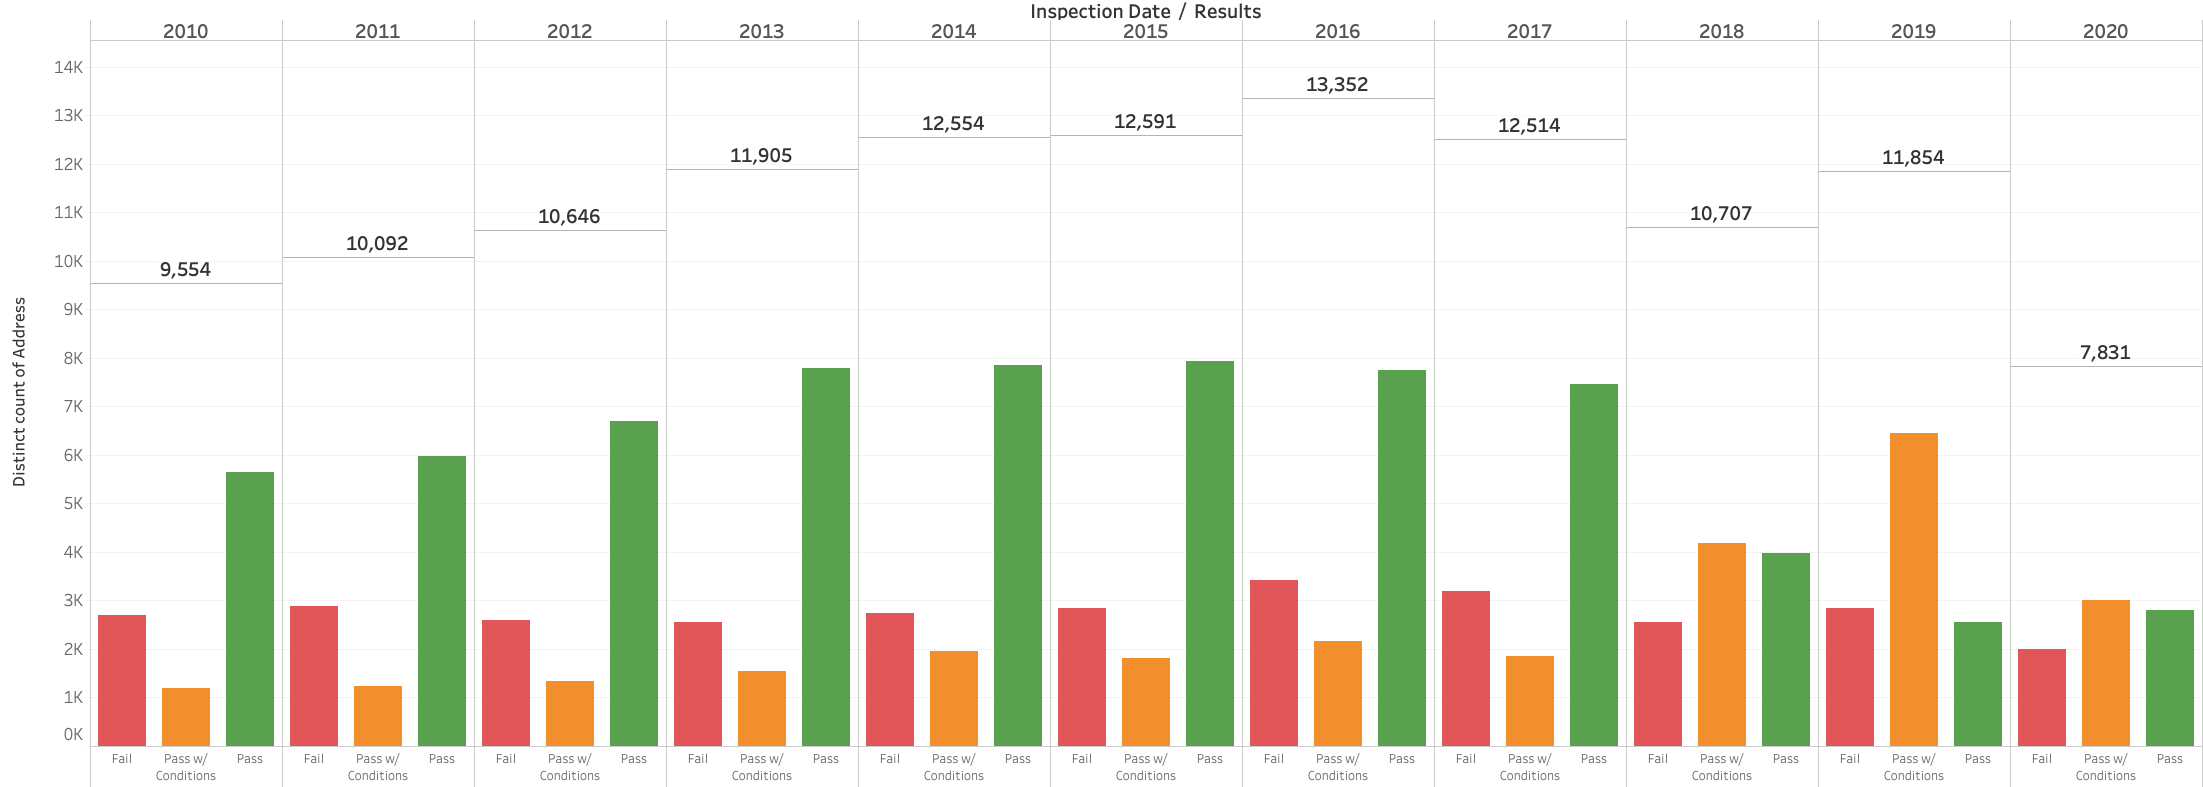 Inspection Date / Results
2010 2011 2012 2013 2014 2015 2016 2017 2018 2019 2020
14K
13K
12K
11K
10K
9K
8K
7K
6K
5K
4K
3K
2K
1K
0K
Distinct count of Address
9,554
10,092
10,646
11,905
12,554
12,591
13,352
12,514
10,707
11,854
7,831
Fail Pass w/ Conditions Pass
Fail Pass w/ Conditions Pass
Fail Pass w/ Conditions Pass
Fail Pass w/ Conditions Pass
Fail Pass w/ Conditions Pass
Fail Pass w/ Conditions Pass
Fail Pass w/ Conditions Pass
Fail Pass w/ Conditions Pass
Fail Pass w/ Conditions Pass
Fail Pass w/ Conditions Pass
Fail Pass w/ Conditions Pass